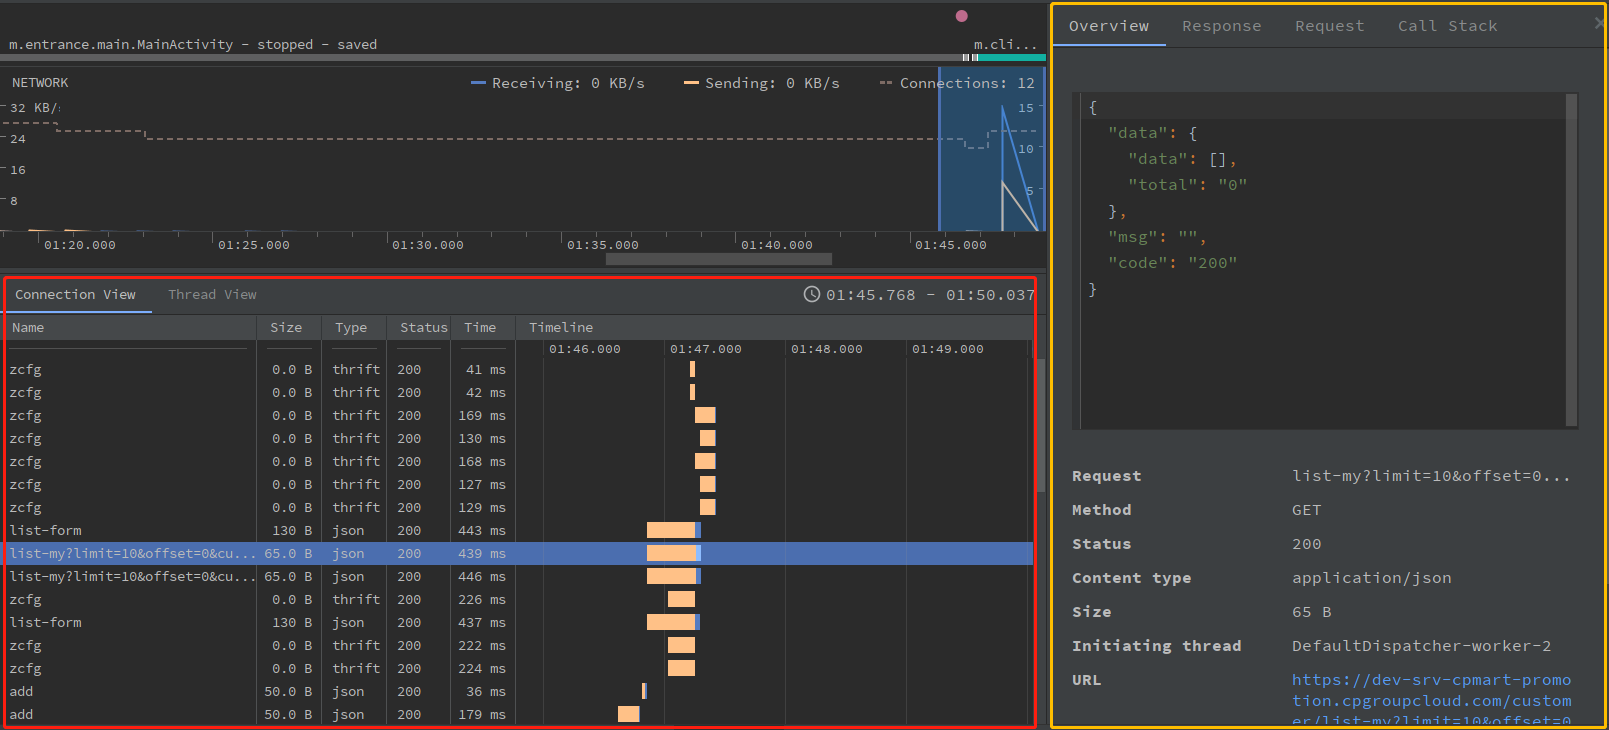 m.entrance.main.MainActivity - stopped - saved
m.cli...
NETWORK
Receiving: 0 KB/s
Sending: 0 KB/s
Connections: 12
32 KB/s
15
24
10
16
5
8
01:20.000 01:25.000 01:30.000 01:35.000 01:40.000 01:45.000
Connection View
Thread View
01:45.768 - 01:50.037
Name Size Type Status Time Timeline
01:46.000 01:47.000 01:48.000 01:49.000
zcfg 0.0 B thrift 200 41 ms
zcfg 0.0 B thrift 200 42 ms
zcfg 0.0 B thrift 200 169 ms
zcfg 0.0 B thrift 200 130 ms
zcfg 0.0 B thrift 200 168 ms
zcfg 0.0 B thrift 200 127 ms
zcfg 0.0 B thrift 200 129 ms
list-form 130 B json 200 443 ms
list-my?limit=10&offset=0&cu... 65.0 B json 200 439 ms
list-my?limit=10&offset=0&cu... 65.0 B json 200 446 ms
zcfg 0.0 B thrift 200 226 ms
list-form 130 B json 200 437 ms
zcfg 0.0 B thrift 200 222 ms
zcfg 0.0 B thrift 200 224 ms
add 50.0 B json 200 36 ms
add 50.0 B json 200 179 ms
Overview Response Request Call Stack
{
"data": {
"data": [],
"total": "0"
},
"msg": "",
"code": "200"
}
Request list-my?limit=10&offset=0...
Method GET
Status 200
Content type application/json
Size 65 B
Initiating thread DefaultDispatcher-worker-2
URL https://dev-srv-cpmart-promo
tion.cpgroupcloud.com/custom
er/list-my?limit=10&offset=0